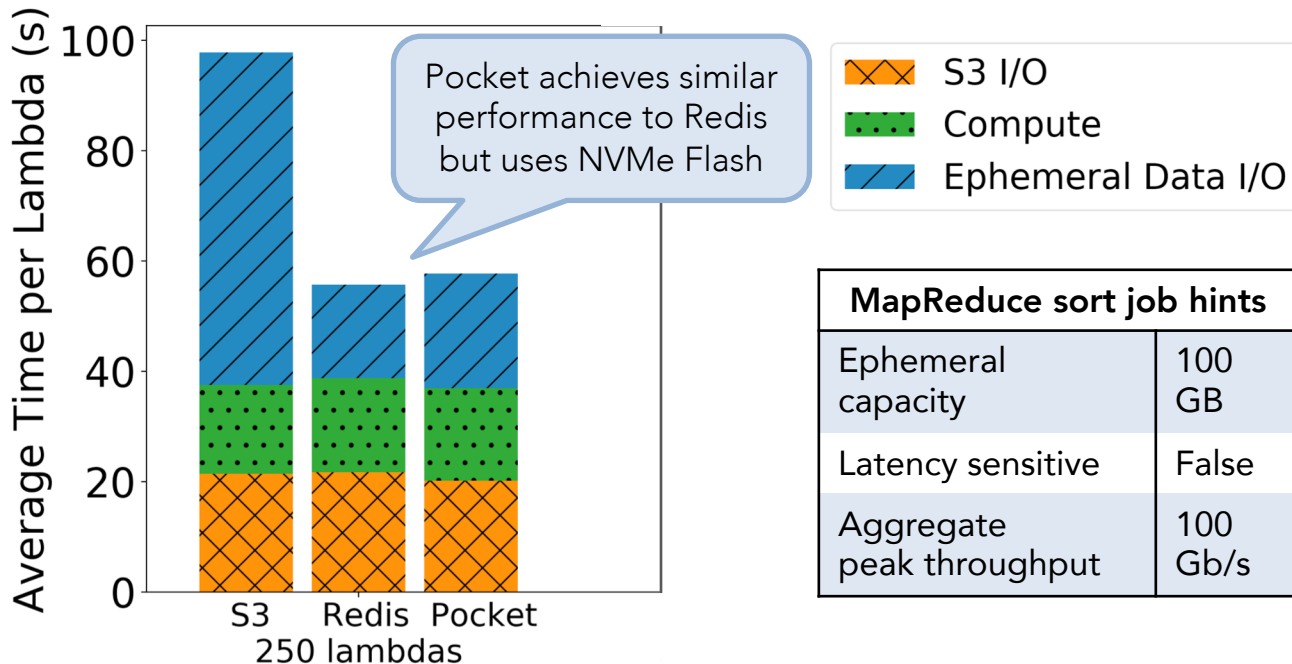 Average Time per Lambda (s)
100
80
60
40
20
0
S3 Redis Pocket
250 lambdas
Pocket achieves similar
performance to Redis
but uses NVMe Flash
S3 I/O
Compute
Ephemeral Data I/O
MapReduce sort job hints
Ephemeral
capacity
100
GB
Latency sensitive
False
Aggregate
peak throughput
100
Gb/s